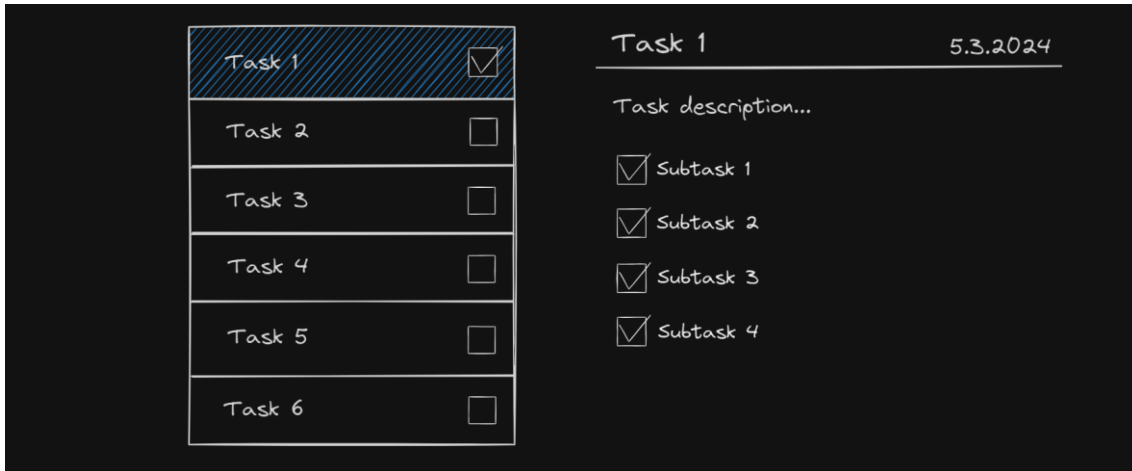 Task 1
Task 2
Task 3
Task 4
Task 5
Task 6
Task 1 5.3.2024
Task description...
Subtask 1
Subtask 2
Subtask 3
Subtask 4